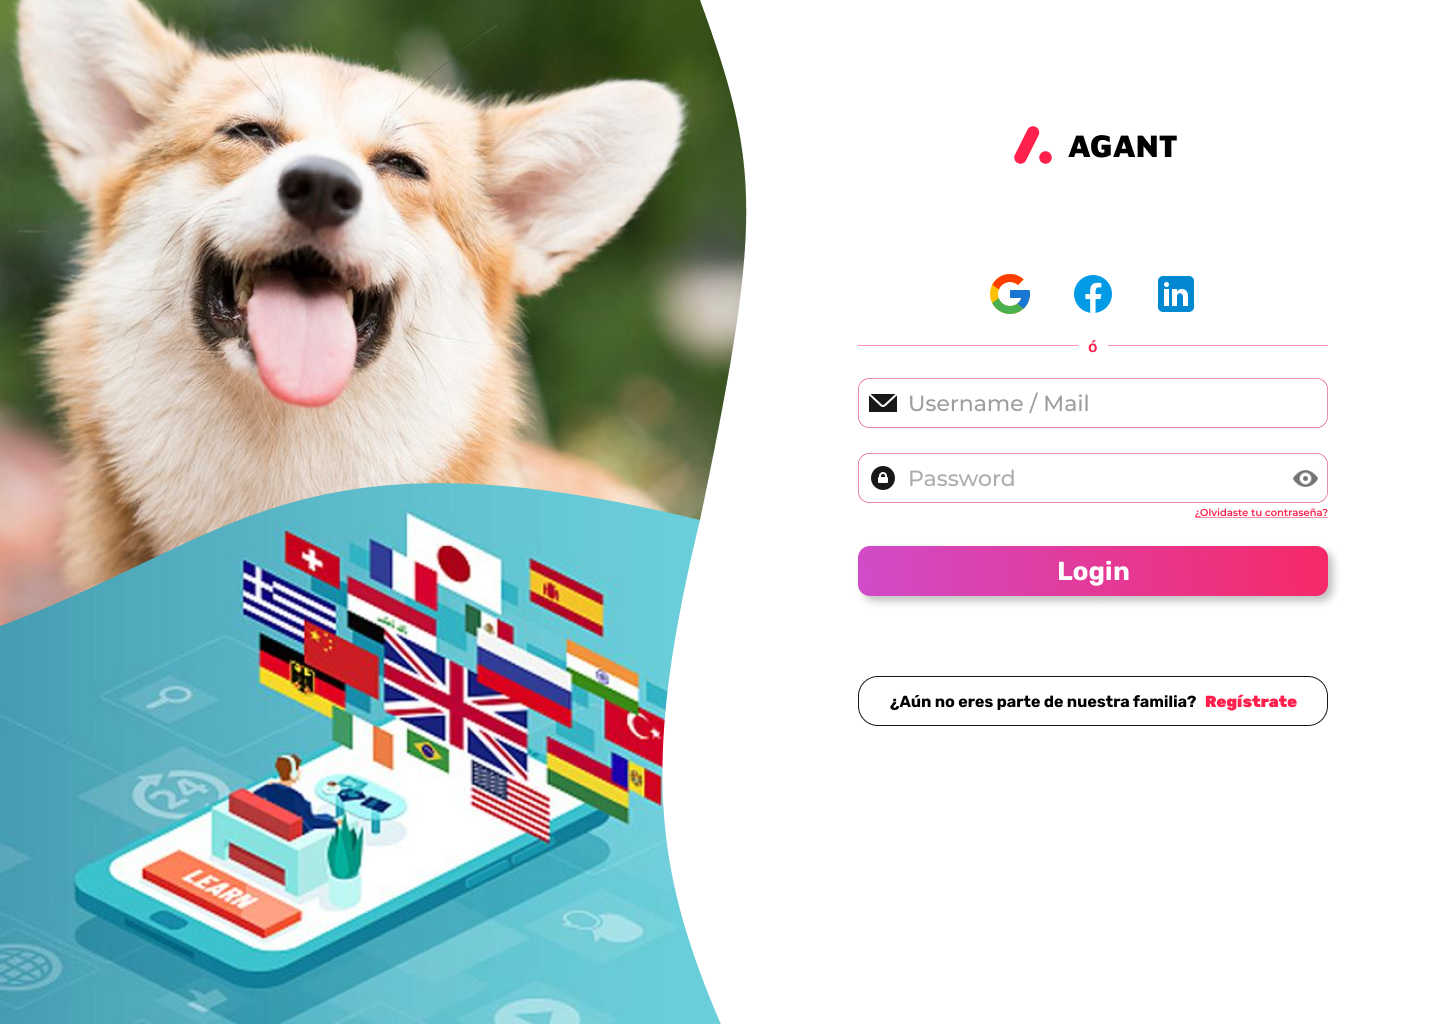 AGANT
ó
Username / Mail
Password
¿Olvidaste tu contraseña?
Login
¿Aún no eres parte de nuestra familia? Regístrate
24
LEARN